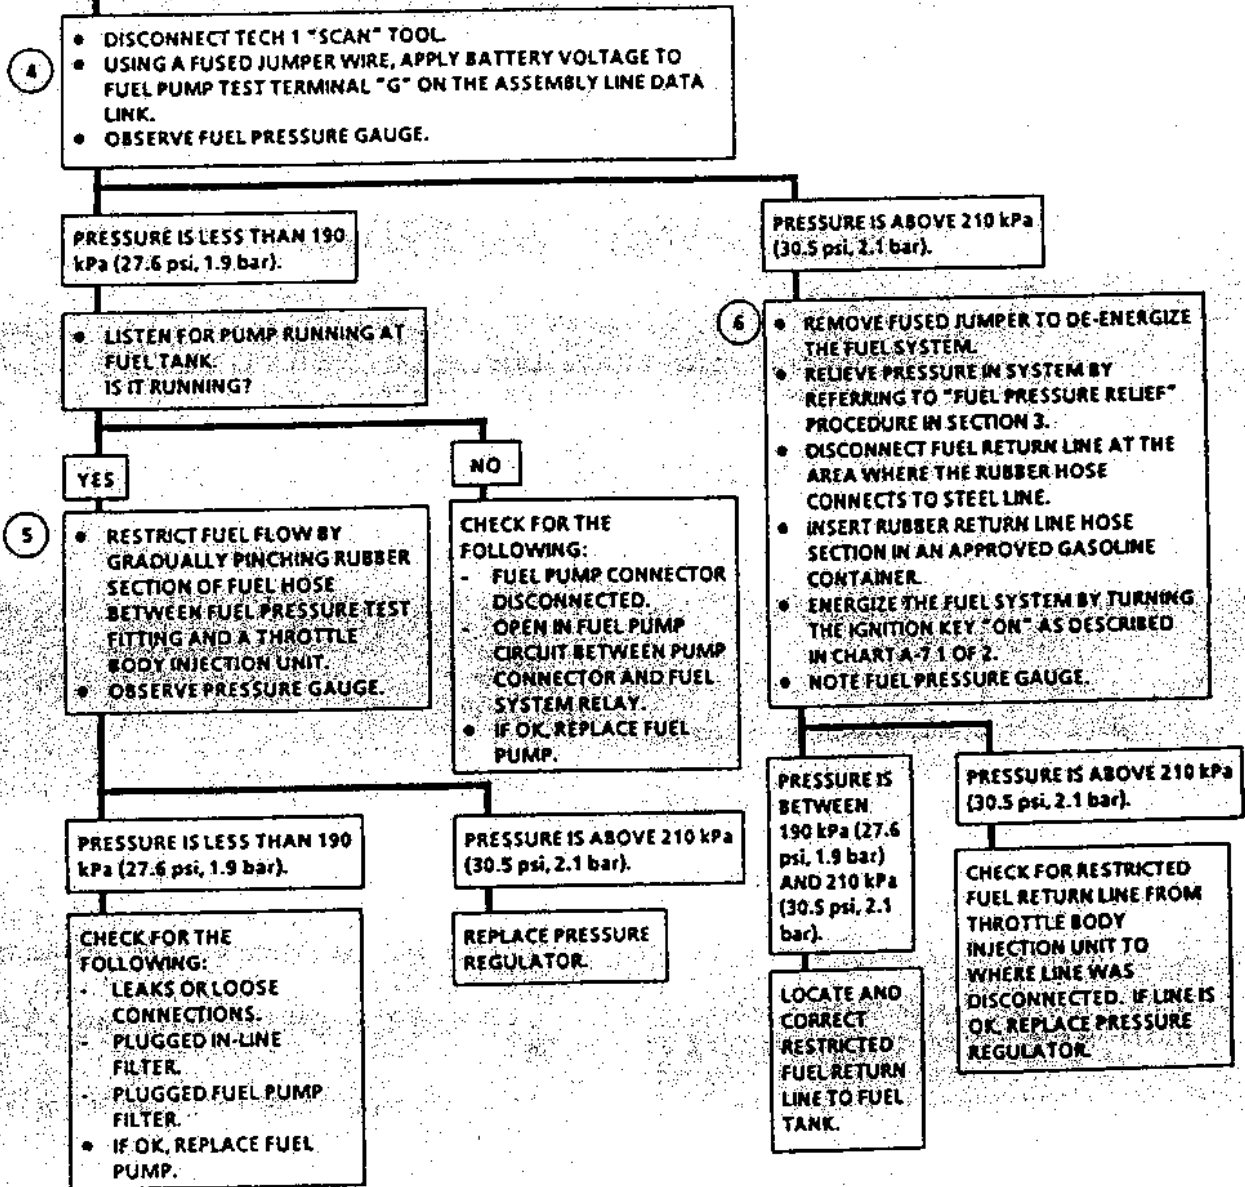 4
• DISCONNECT TECH 1 "SCAN" TOOL.
• USING A FUSED JUMPER WIRE, APPLY BATTERY VOLTAGE TO
FUEL PUMP TEST TERMINAL "G" ON THE ASSEMBLY LINE DATA
LINK.
• OBSERVE FUEL PRESSURE GAUGE.
PRESSURE IS LESS THAN 190
kPa (27.6 psi, 1.9 bar).
• LISTEN FOR PUMP RUNNING AT
FUEL TANK.
IS IT RUNNING?
YES
5
• RESTRICT FUEL FLOW BY
GRADUALLY PINCHING RUBBER
SECTION OF FUEL HOSE
BETWEEN FUEL PRESSURE TEST
FITTING AND A THROTTLE
BODY INJECTION UNIT.
• OBSERVE PRESSURE GAUGE.
NO
CHECK FOR THE
FOLLOWING:
- FUEL PUMP CONNECTOR
DISCONNECTED.
- OPEN IN FUEL PUMP
CIRCUIT BETWEEN PUMP
CONNECTOR AND FUEL
SYSTEM RELAY.
• IF OK, REPLACE FUEL
PUMP.
PRESSURE IS LESS THAN 190
kPa (27.6 psi, 1.9 bar).
CHECK FOR THE
FOLLOWING:
- LEAKS OR LOOSE
CONNECTIONS.
- PLUGGED IN-LINE
FILTER.
- PLUGGED FUEL PUMP
FILTER.
• IF OK, REPLACE FUEL
PUMP.
PRESSURE IS ABOVE 210 kPa
(30.5 psi, 2.1 bar).
REPLACE PRESSURE
REGULATOR.
PRESSURE IS ABOVE 210 kPa
(30.5 psi, 2.1 bar).
6
• REMOVE FUSED JUMPER TO DE-ENERGIZE
THE FUEL SYSTEM.
• RELIEVE PRESSURE IN SYSTEM BY
REFERRING TO "FUEL PRESSURE RELIEF"
PROCEDURE IN SECTION 3.
• DISCONNECT FUEL RETURN LINE AT THE
AREA WHERE THE RUBBER HOSE
CONNECTS TO STEEL LINE.
• INSERT RUBBER RETURN LINE HOSE
SECTION IN AN APPROVED GASOLINE
CONTAINER.
• ENERGIZE THE FUEL SYSTEM BY TURNING
THE IGNITION KEY "ON" AS DESCRIBED
IN CHART A-7 1 OF 2.
• NOTE FUEL PRESSURE GAUGE.
PRESSURE IS
BETWEEN
190 kPa (27.6
psi, 1.9 bar)
AND 210 kPa
(30.5 psi, 2.1
bar).
LOCATE AND
CORRECT
RESTRICTED
FUEL RETURN
LINE TO FUEL
TANK.
PRESSURE IS ABOVE 210 kPa
(30.5 psi, 2.1 bar).
CHECK FOR RESTRICTED
FUEL RETURN LINE FROM
THROTTLE BODY
INJECTION UNIT TO
WHERE LINE WAS
DISCONNECTED. IF LINE IS
OK, REPLACE PRESSURE
REGULATOR.